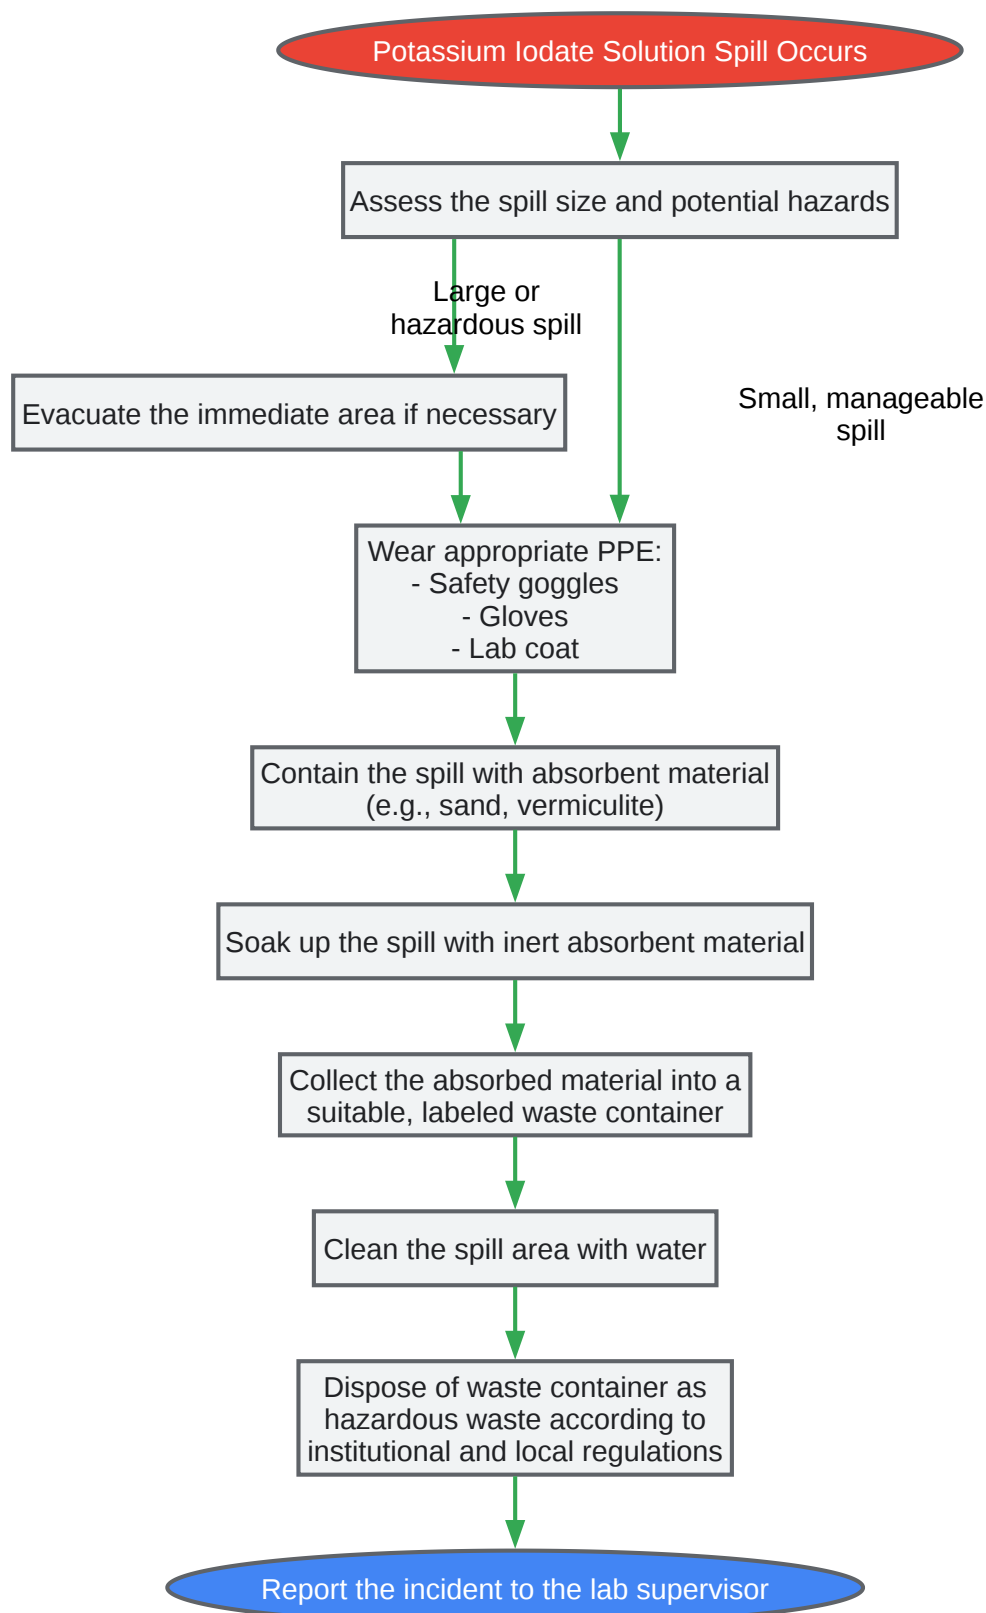 Potassium Iodate Solution Spill Occurs
Assess the spill size and potential hazards
Large or
hazardous spill
Small, manageable
spill
Evacuate the immediate area if necessary
Wear appropriate PPE:
- Safety goggles
- Gloves
- Lab coat
Contain the spill with absorbent material
(e.g., sand, vermiculite)
Soak up the spill with inert absorbent material
Collect the absorbed material into a
suitable, labeled waste container
Clean the spill area with water
Dispose of waste container as
hazardous waste according to
institutional and local regulations
Report the incident to the lab supervisor